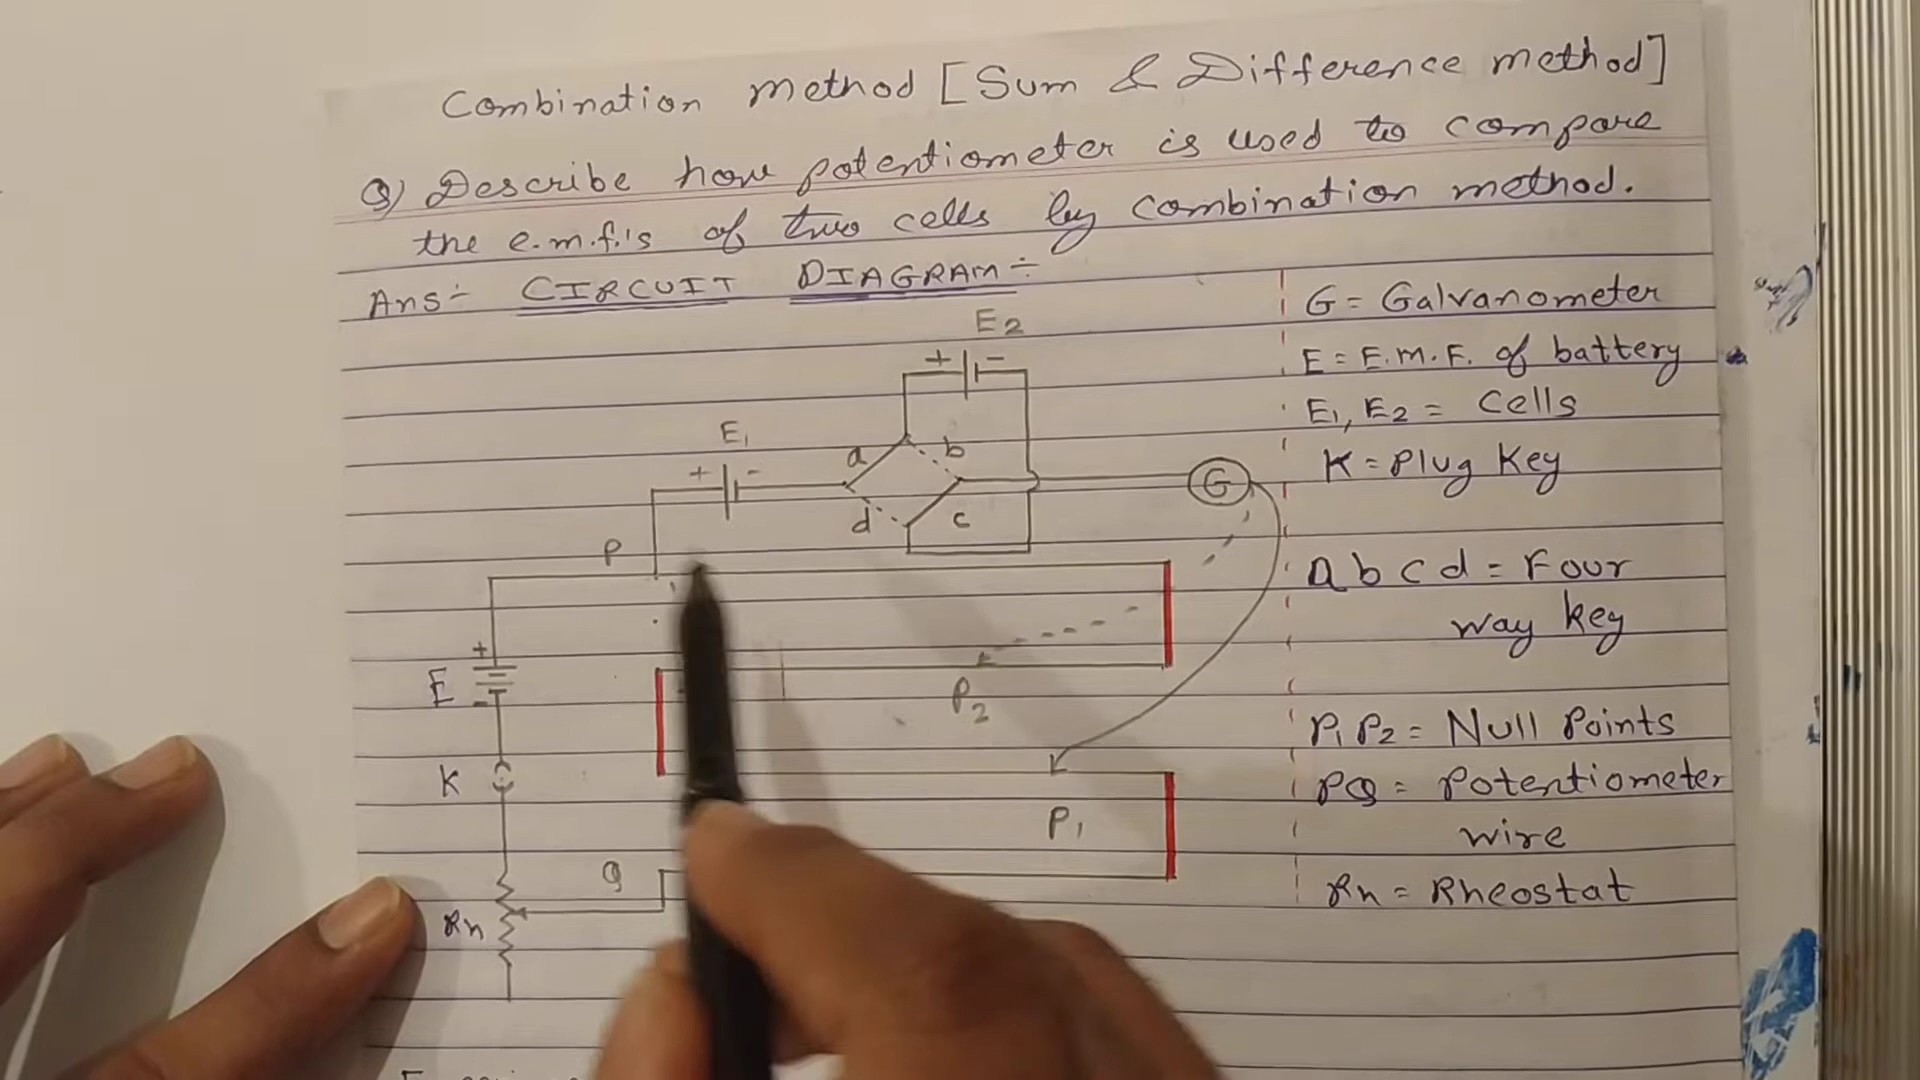 Combination method [Sum & Difference method]
Q) Describe how potentiometer is used to compare
the e.m.f.'s of two cells by combination method.
Ans:- CIRCUIT DIAGRAM :-
E2
+ -
E1
+ -
a b
d c
G
P
+
E
-
P2
K
P1
Q
Rh
G = Galvanometer
E = E.M.F. of battery
E1, E2 = Cells
K = Plug Key
a b c d = Four
way key
P1 P2 = Null Points
PQ = Potentiometer
wire
Rh = Rheostat